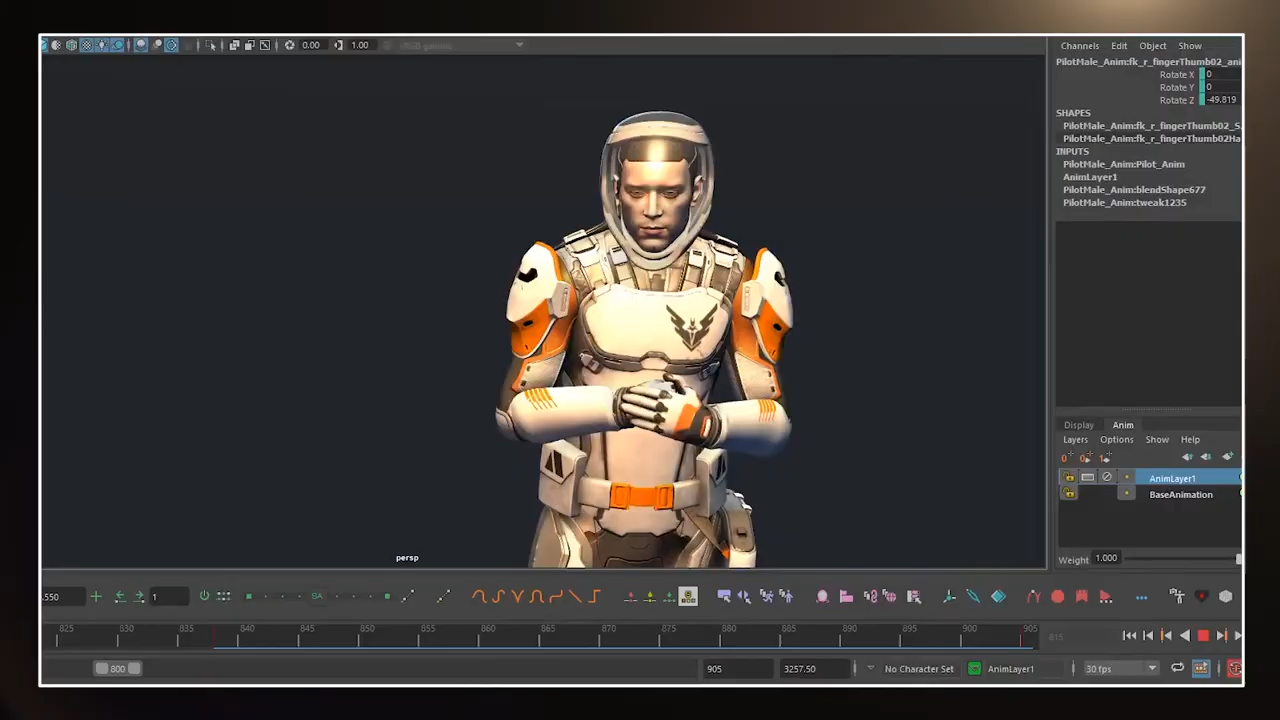 0.00 1.00
Channels Edit Object Show
PilotMale_Anim:fk_r_fingerThumb02_ani
Rotate X 0
Rotate Y 0
Rotate Z -49.819
SHAPES
PilotMale_Anim:fk_r_fingerThumb02_S
PilotMale_Anim:fk_r_fingerThumb02Ha
INPUTS
PilotMale_Anim:Pilot_Anim
AnimLayer1
PilotMale_Anim:blendShape677
PilotMale_Anim:tweak1235
Display Anim
Layers Options Show Help
AnimLayer1
BaseAnimation
persp
Weight 1.000
.550 1 SA
825 830 835 840 845 850 855 860 865 870 875 880 885 890 895 900 905 815
800 905 3257.50 No Character Set AnimLayer1 30 fps